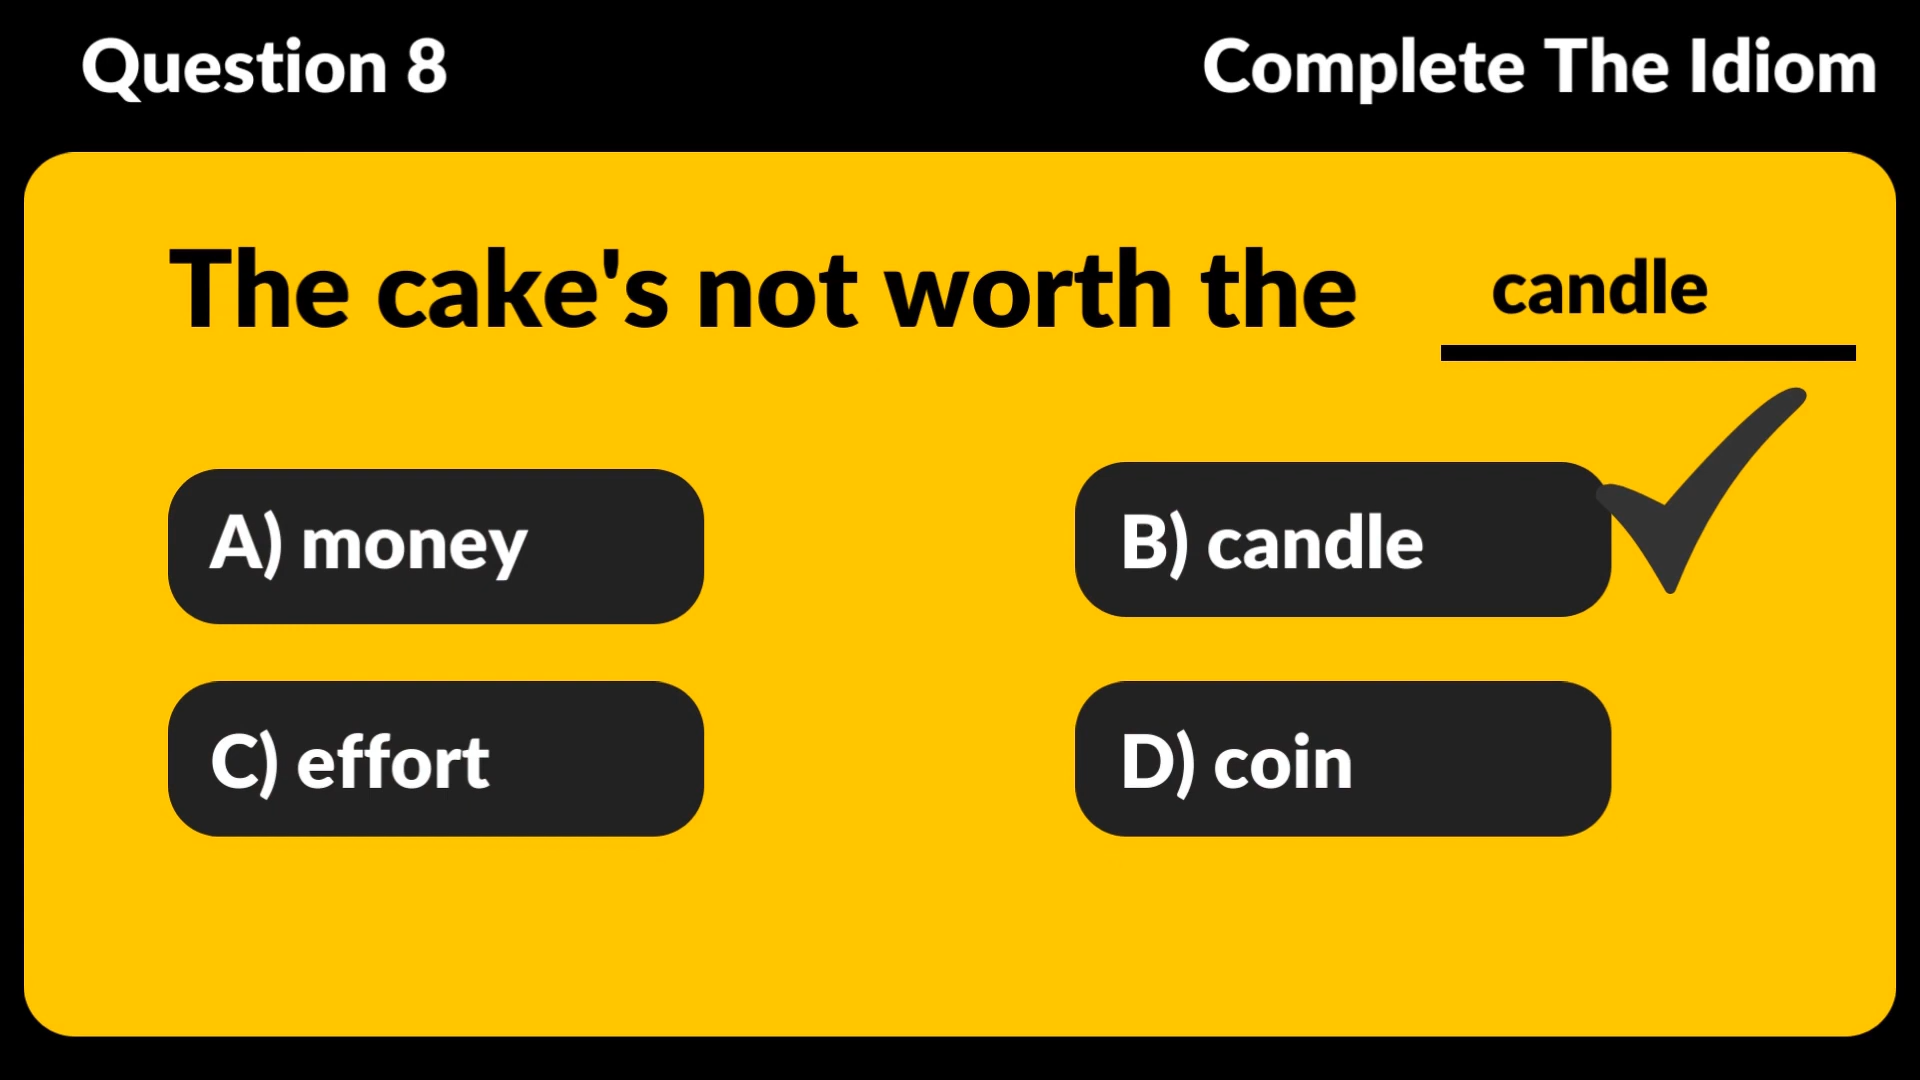 Question 8
Complete The Idiom
The cake's not worth the candle
A) money
B) candle
C) effort
D) coin